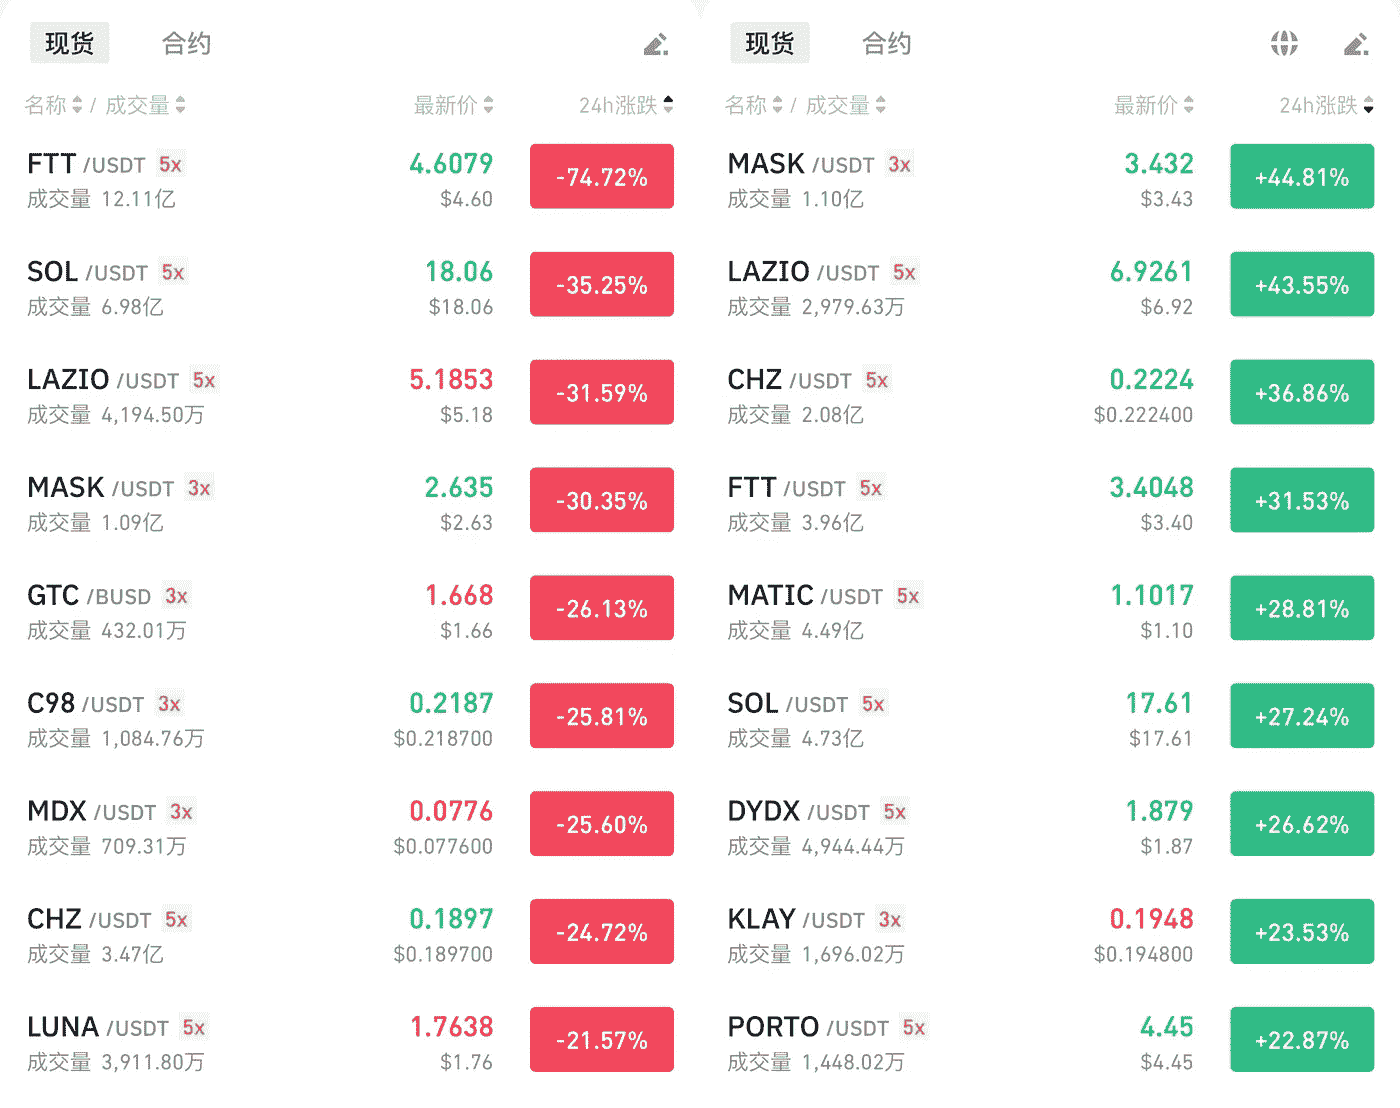 现货 合约
名称 / 成交量 最新价 24h涨跌
FTT /USDT 5x 4.6079 -74.72%
成交量 12.11亿 $4.60
SOL /USDT 5x 18.06 -35.25%
成交量 6.98亿 $18.06
LAZIO /USDT 5x 5.1853 -31.59%
成交量 4,194.50万 $5.18
MASK /USDT 3x 2.635 -30.35%
成交量 1.09亿 $2.63
GTC /BUSD 3x 1.668 -26.13%
成交量 432.01万 $1.66
C98 /USDT 3x 0.2187 -25.81%
成交量 1,084.76万 $0.218700
MDX /USDT 3x 0.0776 -25.60%
成交量 709.31万 $0.077600
CHZ /USDT 5x 0.1897 -24.72%
成交量 3.47亿 $0.189700
LUNA /USDT 5x 1.7638 -21.57%
成交量 3,911.80万 $1.76
现货 合约
名称 / 成交量 最新价 24h涨跌
MASK /USDT 3x 3.432 +44.81%
成交量 1.10亿 $3.43
LAZIO /USDT 5x 6.9261 +43.55%
成交量 2,979.63万 $6.92
CHZ /USDT 5x 0.2224 +36.86%
成交量 2.08亿 $0.222400
FTT /USDT 5x 3.4048 +31.53%
成交量 3.96亿 $3.40
MATIC /USDT 5x 1.1017 +28.81%
成交量 4.49亿 $1.10
SOL /USDT 5x 17.61 +27.24%
成交量 4.73亿 $17.61
DYDX /USDT 5x 1.879 +26.62%
成交量 4,944.44万 $1.87
KLAY /USDT 3x 0.1948 +23.53%
成交量 1,696.02万 $0.194800
PORTO /USDT 5x 4.45 +22.87%
成交量 1,448.02万 $4.45